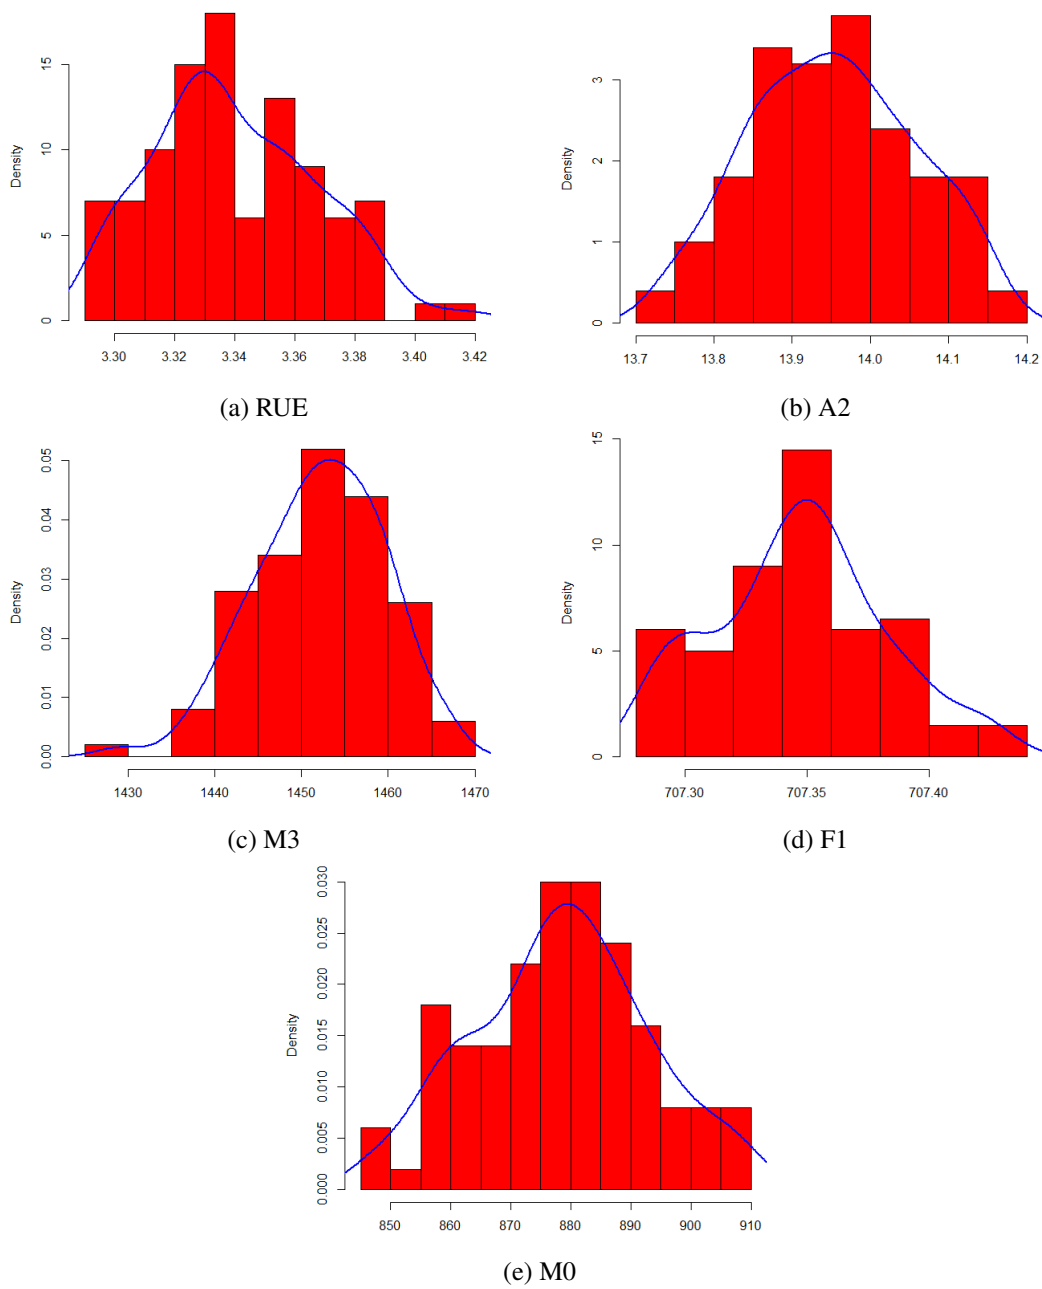 Density
0 5 10 15
3.30 3.32 3.34 3.36 3.38 3.40 3.42
(a) RUE
Density
0 1 2 3
13.7 13.8 13.9 14.0 14.1 14.2
(b) A2
Density
0.00 0.01 0.02 0.03 0.04 0.05
1430 1440 1450 1460 1470
(c) M3
Density
0 5 10 15
707.30 707.35 707.40
(d) F1
Density
0.000 0.005 0.010 0.015 0.020 0.025 0.030
850 860 870 880 890 900 910
(e) M0